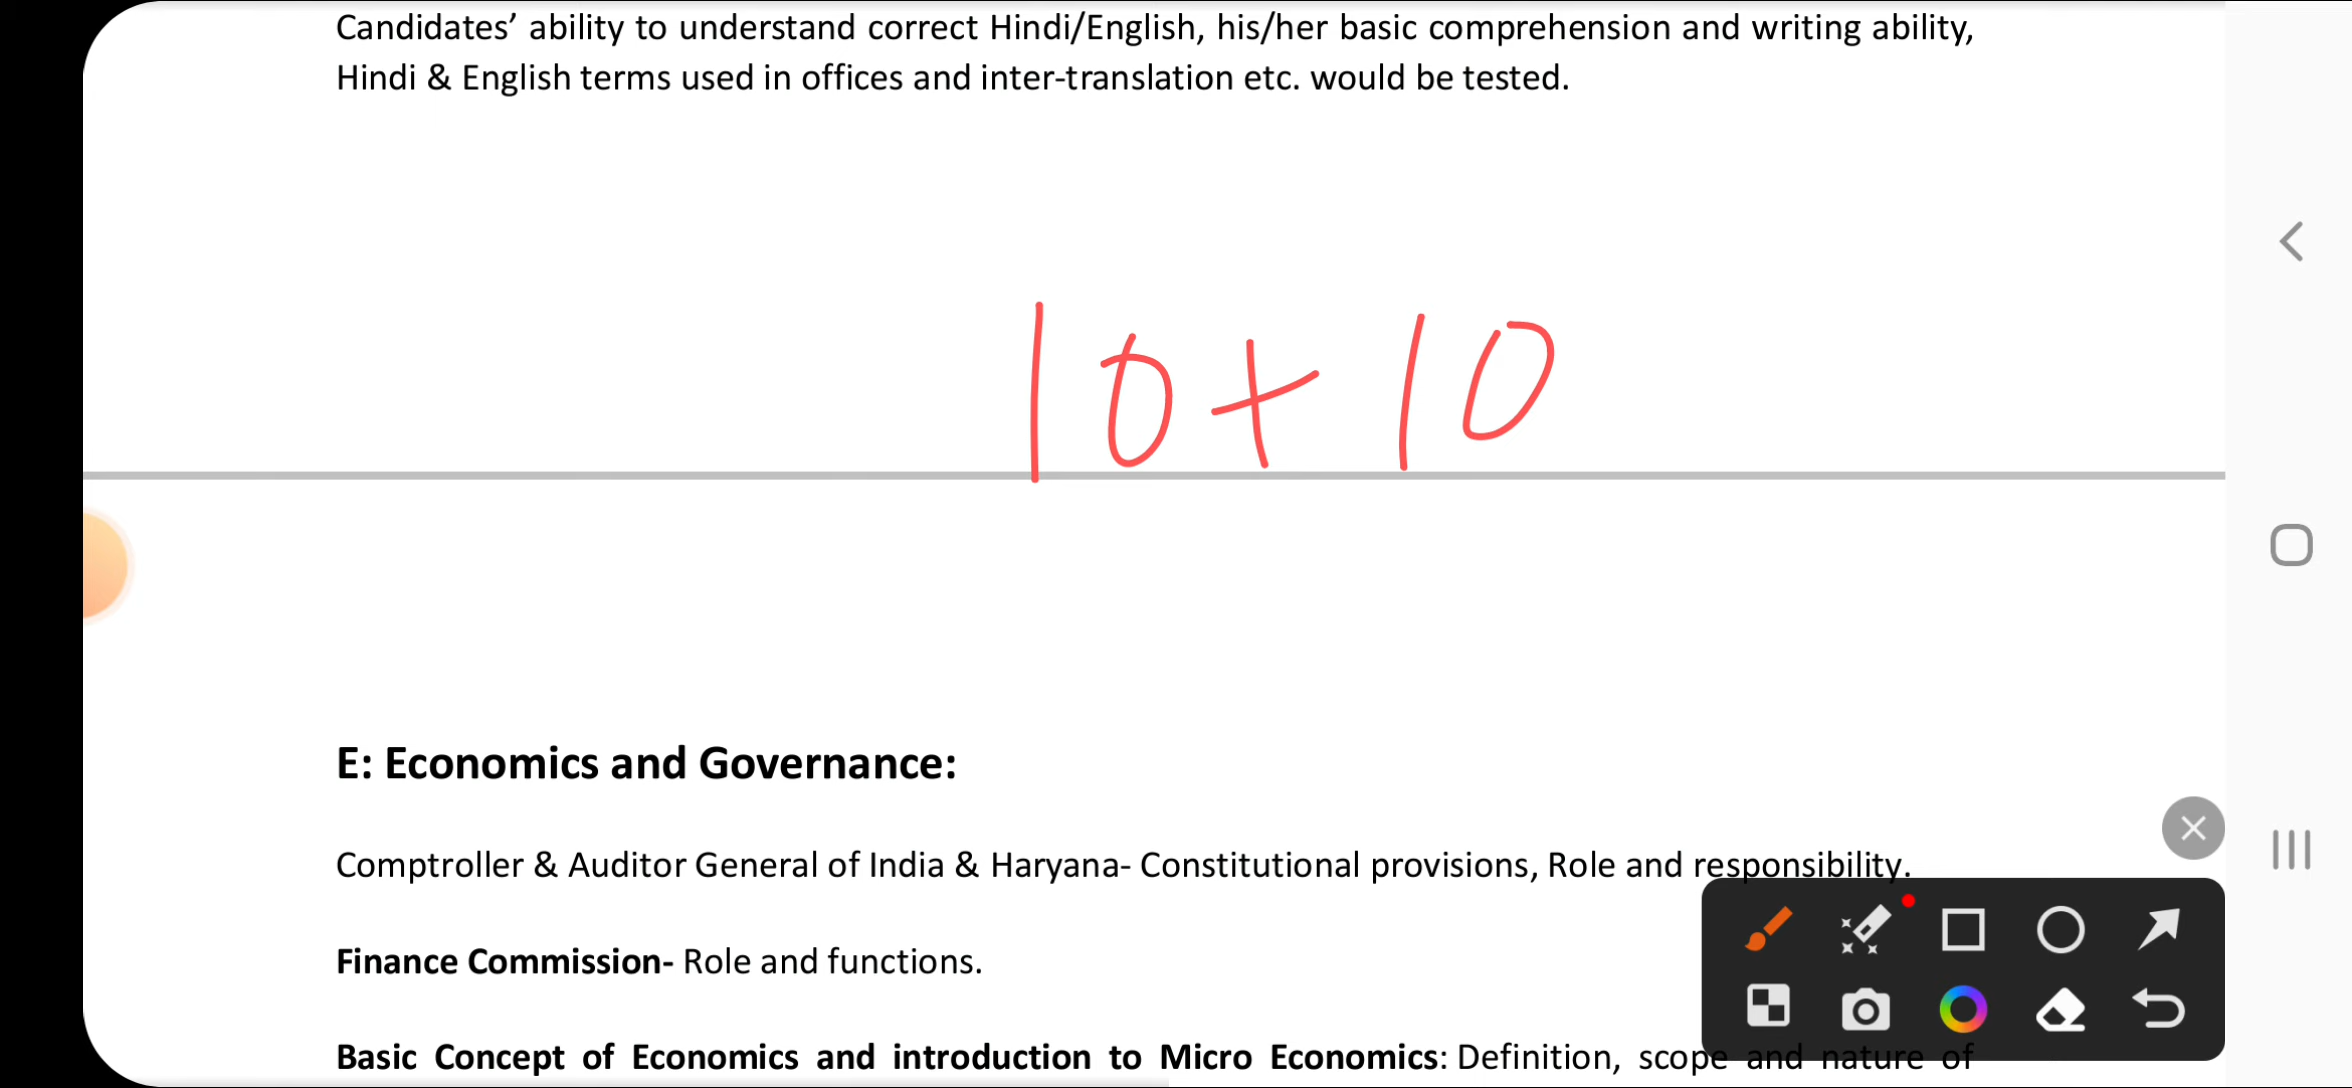 Candidates’ ability to understand correct Hindi/English, his/her basic comprehension and writing ability,
Hindi & English terms used in offices and inter-translation etc. would be tested.
10+10
E: Economics and Governance:
Comptroller & Auditor General of India & Haryana- Constitutional provisions, Role and responsibility.
Finance Commission- Role and functions.
Basic Concept of Economics and introduction to Micro Economics: Definition, scope and nature of